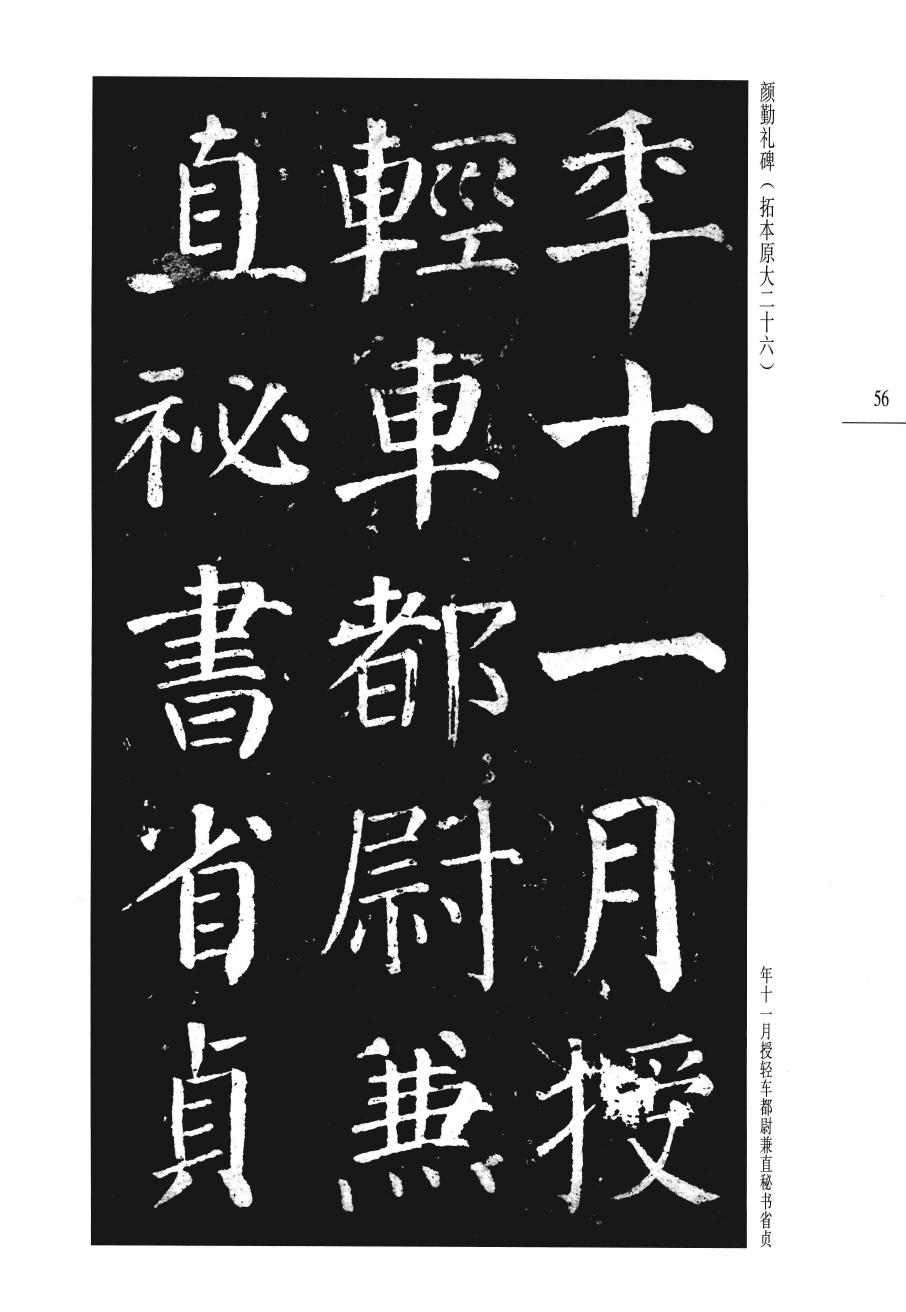 颜勤礼碑（拓本原大二十六）
56
年十一月授
輕車都尉兼
直祕書省貞
年十一月授轻车都尉兼直秘书省贞